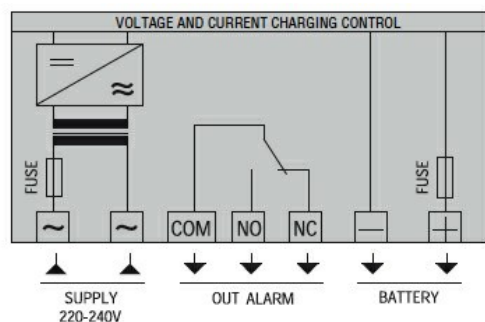 VOLTAGE AND CURRENT CHARGING CONTROL
FUSE
FUSE
~ ~ COM NO NC — +
SUPPLY
220-240V
OUT ALARM
BATTERY